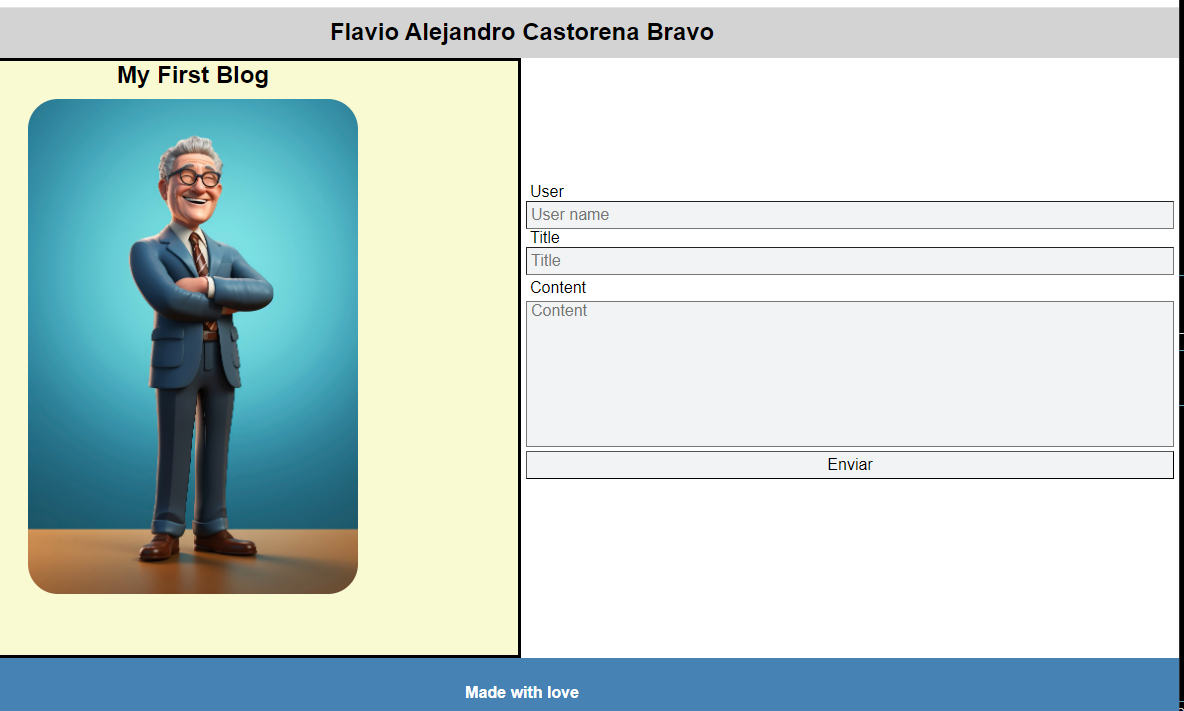 Flavio Alejandro Castorena Bravo
My First Blog
User
User name
Title
Title
Content
Content
Enviar
Made with love